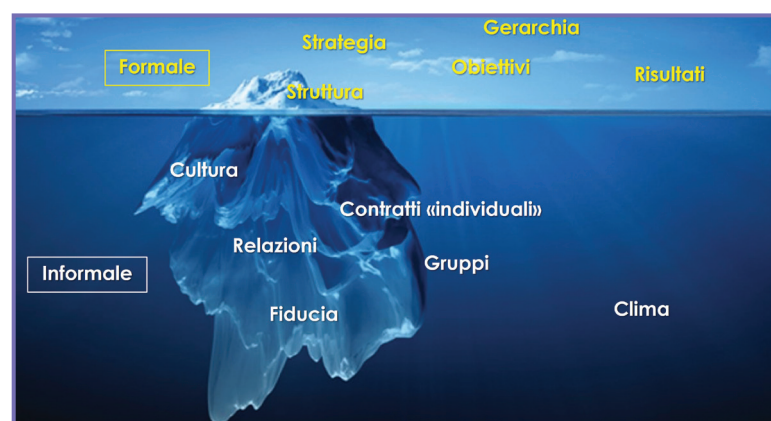 Gerarchia
Strategia
Formale
Obiettivi
Risultati
Struttura
Cultura
Contratti «individuali»
Relazioni
Gruppi
Informale
Fiducia
Clima